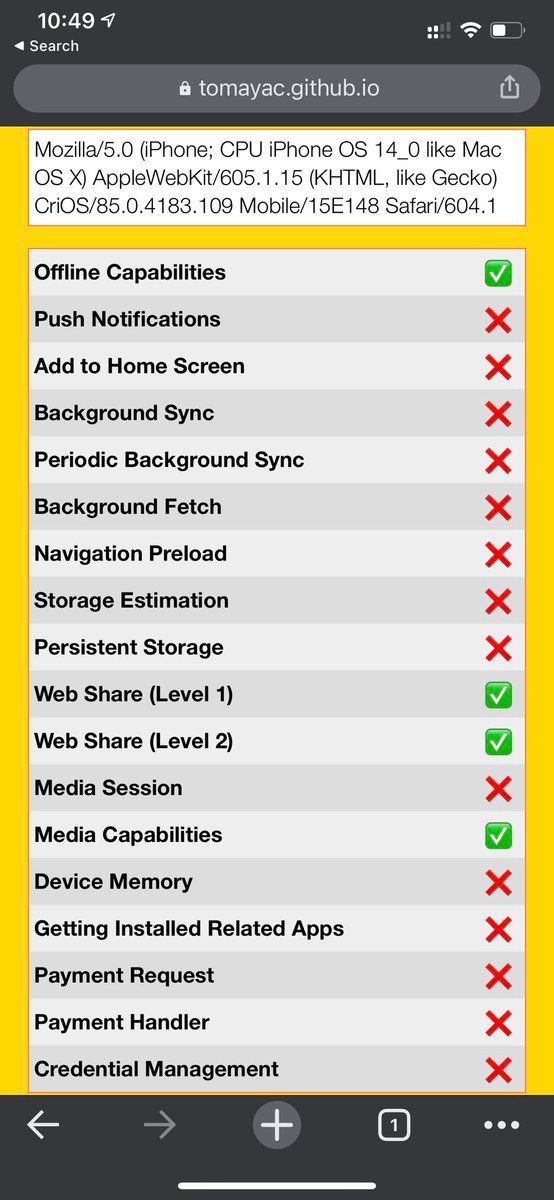 10:49
Search
tomayac.github.io
Mozilla/5.0 (iPhone; CPU iPhone OS 14_0 like Mac
OS X) AppleWebKit/605.1.15 (KHTML, like Gecko)
CriOS/85.0.4183.109 Mobile/15E148 Safari/604.1
Offline Capabilities
Push Notifications
Add to Home Screen
Background Sync
Periodic Background Sync
Background Fetch
Navigation Preload
Storage Estimation
Persistent Storage
Web Share (Level 1)
Web Share (Level 2)
Media Session
Media Capabilities
Device Memory
Getting Installed Related Apps
Payment Request
Payment Handler
Credential Management
1